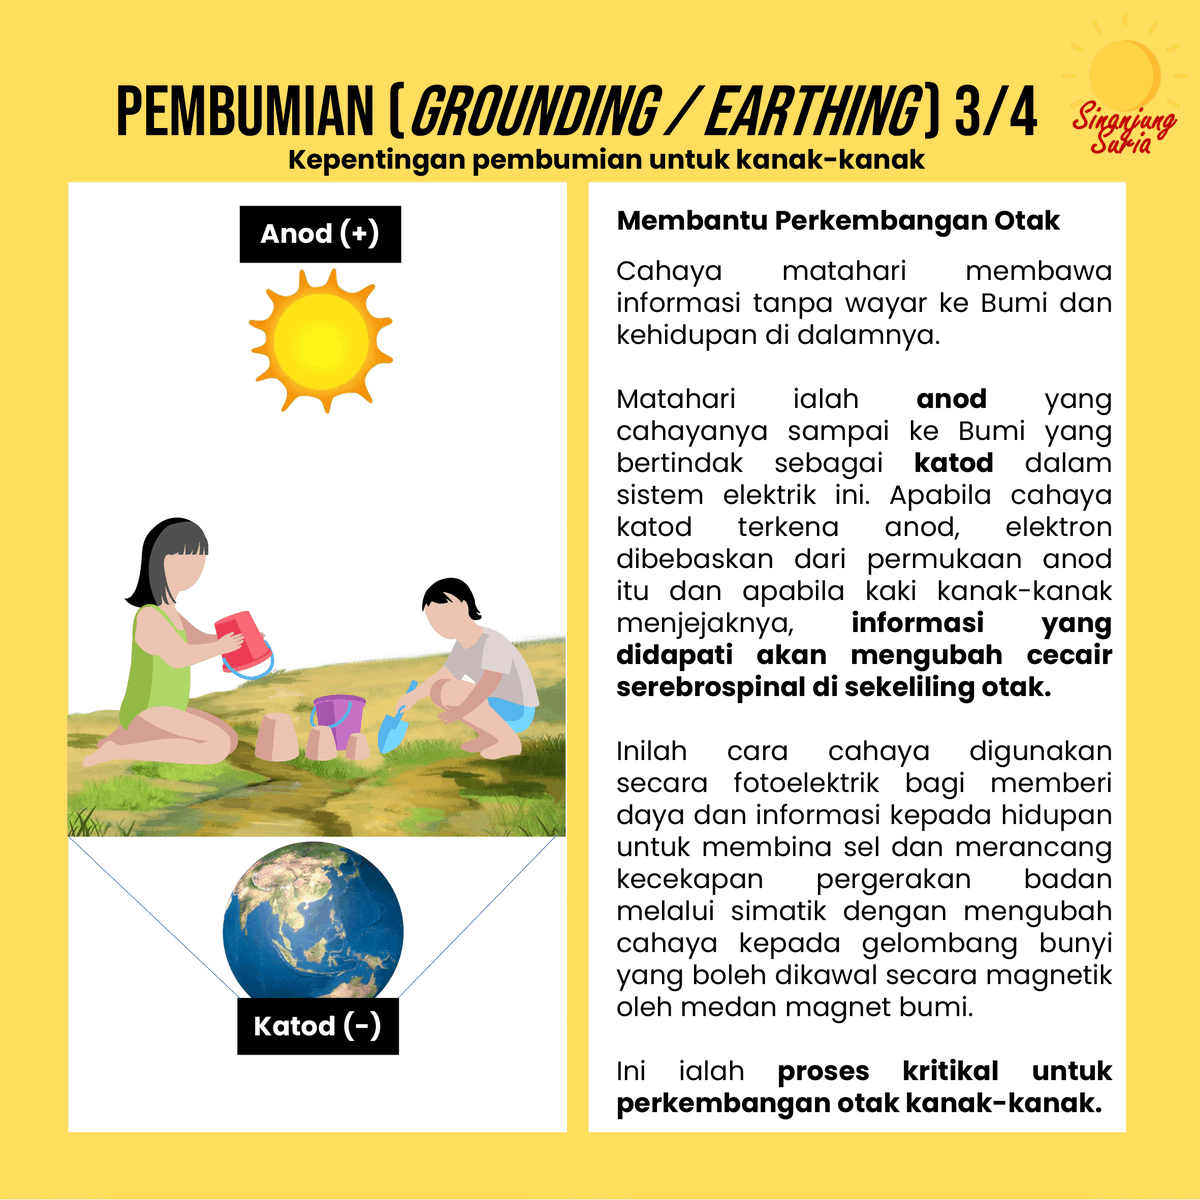 PEMBUMIAN (GROUNDING / EARTHING) 3/4
Sinanjung
Suria
Kepentingan pembumian untuk kanak-kanak
Anod (+)
Katod (-)
Membantu Perkembangan Otak
Cahaya matahari membawa
informasi tanpa wayar ke Bumi dan
kehidupan di dalamnya.
Matahari ialah anod yang
cahayanya sampai ke Bumi yang
bertindak sebagai katod dalam
sistem elektrik ini. Apabila cahaya
katod terkena anod, elektron
dibebaskan dari permukaan anod
itu dan apabila kaki kanak-kanak
menjejaknya, informasi yang
didapati akan mengubah cecair
serebrospinal di sekeliling otak.
Inilah cara cahaya digunakan
secara fotoelektrik bagi memberi
daya dan informasi kepada hidupan
untuk membina sel dan merancang
kecekapan pergerakan badan
melalui simatik dengan mengubah
cahaya kepada gelombang bunyi
yang boleh dikawal secara magnetik
oleh medan magnet bumi.
Ini ialah proses kritikal untuk
perkembangan otak kanak-kanak.